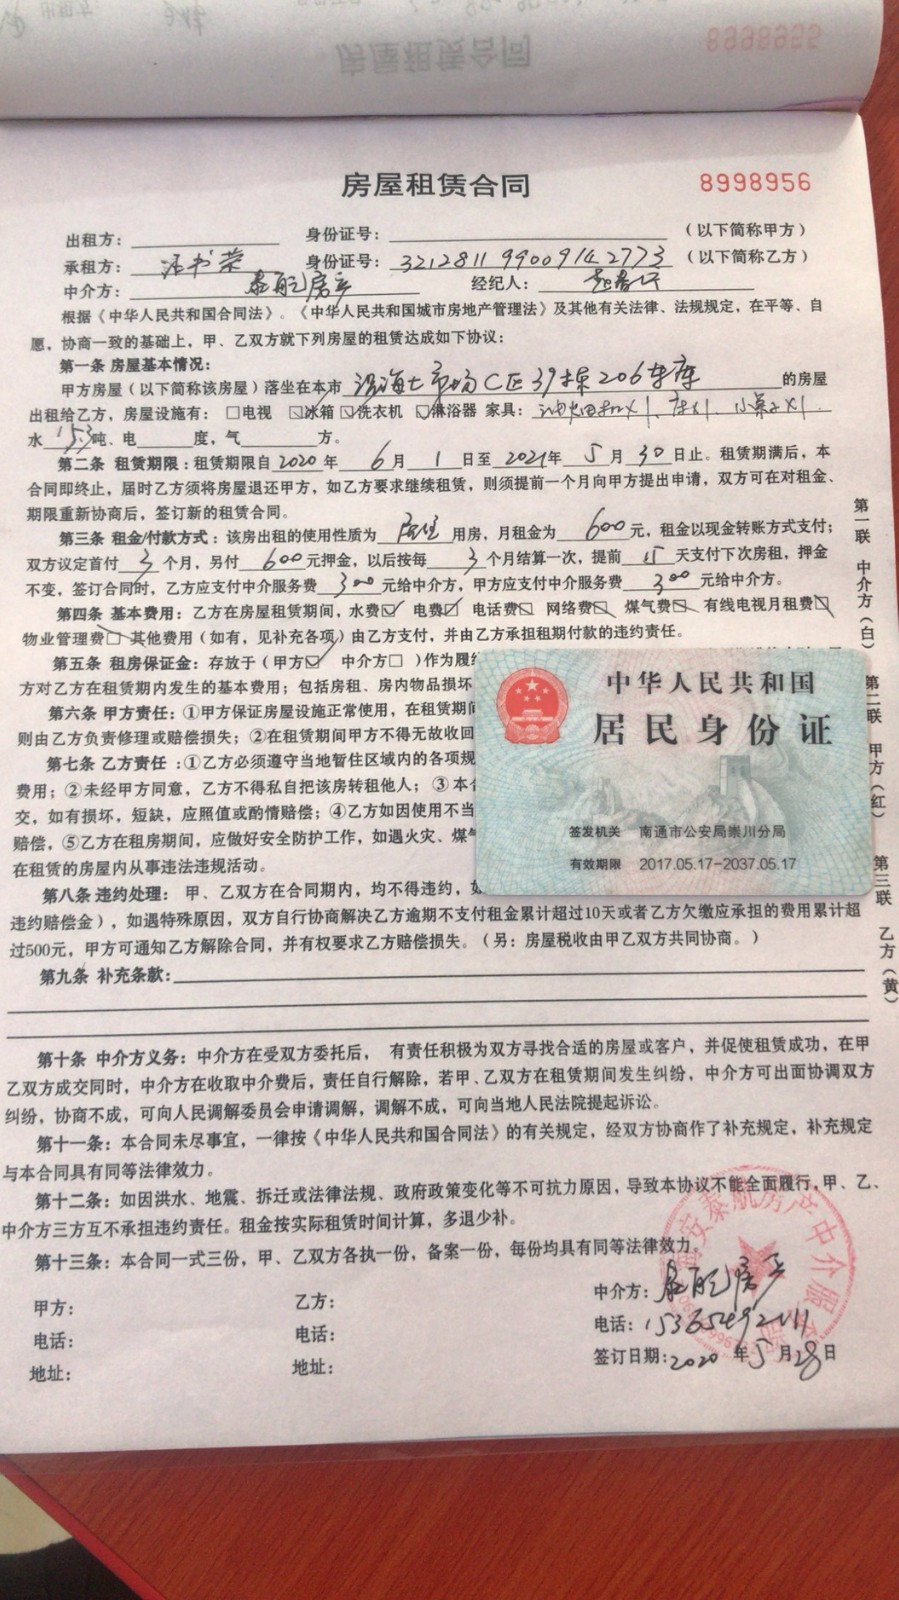 房屋租赁合同
8998956
出租方： 身份证号： （以下简称甲方）
承租方： 汪书荣 身份证号： 321281199009142773 （以下简称乙方）
中介方： 泰航房产 经纪人：
根据《中华人民共和国合同法》。《中华人民共和国城市房地产管理法》及其他有关法律、法规规定，在平等、自
愿，协商一致的基础上，甲、乙双方就下列房屋的租赁达成如下协议：
第一条 房屋基本情况：
甲方房屋（以下简称该房屋）落坐在本市 C区39栋206车库 的房屋
出租给乙方，房屋设施有： □电视 ☑冰箱 ☑洗衣机 ☑淋浴器 家具：
水 153吨、电 度，气 方。
第二条 租赁期限：租赁期限自2020年 6月 1 日至 2021年 5 月 30 日止。租赁期满后，本
合同即终止，届时乙方须将房屋退还甲方，如乙方要求继续租赁，则须提前一个月向甲方提出申请，双方可在对租金、
期限重新协商后，签订新的租赁合同。
第三条 租金/付款方式：该房出租的使用性质为 居住 用房，月租金为 600 元，租金以现金转账方式支付；
双方议定首付 3 个月，另付 600元押金，以后按每 3 个月结算一次，提前 15 天支付下次房租，押金
不变，签订合同时，乙方应支付中介服务费 300 元给中介方，甲方应支付中介服务费 300 元给中介方。
第四条 基本费用：乙方在房屋租赁期间，水费☑ 电费☑ 电话费□ 网络费□ 煤气费□ 有线电视月租费□
物业管理费□ 其他费用（如有，见补充各项）由乙方支付，并由乙方承担租期付款的违约责任。
第五条 租房保证金：存放于（甲方☑ 中介方□）作为履约
方对乙方在租赁期内发生的基本费用；包括房租、房内物品损坏
第六条 甲方责任：①甲方保证房屋设施正常使用，在租赁期间
则由乙方负责修理或赔偿损失；②在租赁期间甲方不得无故收回
第七条 乙方责任：①乙方必须遵守当地暂住区域内的各项规
费用；②未经甲方同意，乙方不得私自把该房转租他人；③本合
交，如有损坏，短缺，应照值或酌情赔偿；④乙方如因使用不当
赔偿，⑤乙方在租房期间，应做好安全防护工作，如遇火灾、煤气
在租赁的房屋内从事违法违规活动。
第八条 违约处理： 甲、乙双方在合同期内，均不得违约，如
违约赔偿金），如遇特殊原因，双方自行协商解决乙方逾期不支付租金累计超过10天或者乙方欠缴应承担的费用累计超
过500元，甲方可通知乙方解除合同，并有权要求乙方赔偿损失。（另：房屋税收由甲乙双方共同协商。）
第九条 补充条款：
第十条 中介方义务：中介方在受双方委托后， 有责任积极为双方寻找合适的房屋或客户，并促使租赁成功，在甲
乙双方成交同时，中介方在收取中介费后，责任自行解除，若甲、乙双方在租赁期间发生纠纷，中介方可出面协调双方
纠纷，协商不成，可向人民调解委员会申请调解，调解不成，可向当地人民法院提起诉讼。
第十一条：本合同未尽事宜，一律按《中华人民共和国合同法》的有关规定，经双方协商作了补充规定，补充规定
与本合同具有同等法律效力。
第十二条：如因洪水、地震、拆迁或法律法规、政府政策变化等不可抗力原因，导致本协议不能全面履行，甲、乙、
中介方三方互不承担违约责任。租金按实际租赁时间计算，多退少补。
第十三条：本合同一式三份，甲、乙双方各执一份，备案一份，每份均具有同等法律效力。
甲方： 乙方： 中介方：泰航房产
电话： 电话： 电话：15365492111
地址： 地址： 签订日期：2020 年 5 月 28 日
中华人民共和国
居民身份证
签发机关 南通市公安局崇川分局
有效期限 2017.05.17-2037.05.17
第一联 中介方（白）
第二联 甲方（红）
第三联 乙方（黄）
安泰航房产中介服务